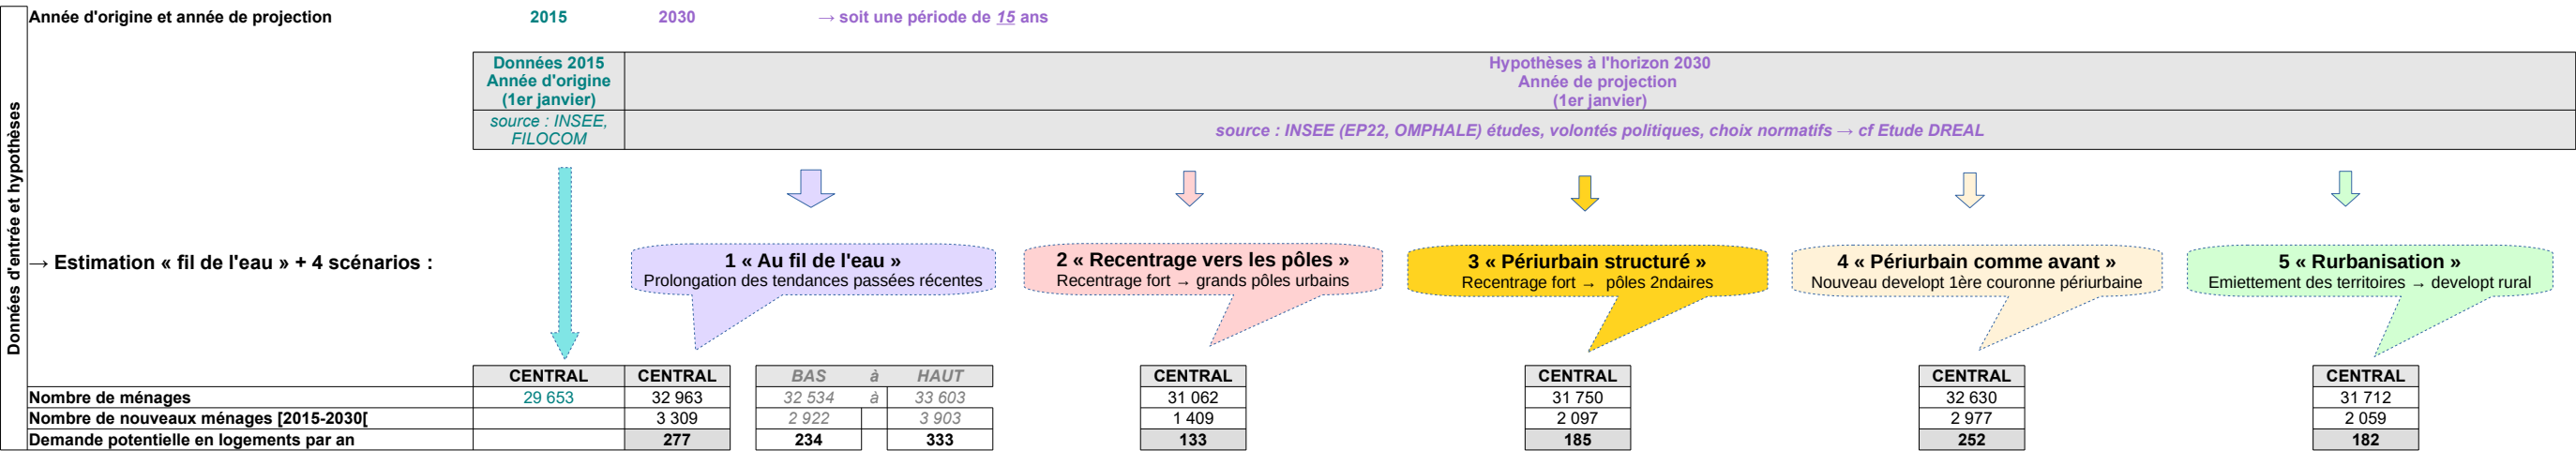 Données d'entrée et hypothèses
Année d'origine et année de projection 2015 2030 → soit une période de 15 ans
Données 2015
Année d'origine
(1er janvier)
Hypothèses à l'horizon 2030
Année de projection
(1er janvier)
source : INSEE,
FILOCOM
source : INSEE (EP22, OMPHALE) études, volontés politiques, choix normatifs → cf Etude DREAL
→ Estimation « fil de l'eau » + 4 scénarios :
1 « Au fil de l'eau »
Prolongation des tendances passées récentes
2 « Recentrage vers les pôles »
Recentrage fort → grands pôles urbains
3 « Périurbain structuré »
Recentrage fort → pôles 2ndaires
4 « Périurbain comme avant »
Nouveau developt 1ère couronne périurbaine
5 « Rurbanisation »
Emiettement des territoires → developt rural
CENTRAL CENTRAL BAS à HAUT CENTRAL CENTRAL CENTRAL CENTRAL
Nombre de ménages 29 653 32 963 32 534 à 33 603 31 062 31 750 32 630 31 712
Nombre de nouveaux ménages [2015-2030[ 3 309 2 922 3 903 1 409 2 097 2 977 2 059
Demande potentielle en logements par an 277 234 333 133 185 252 182